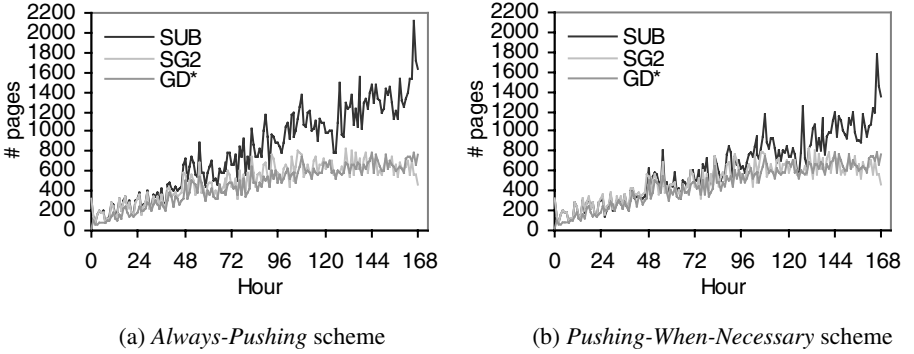 2200
2000
1800
1600
1400
1200
1000
800
600
400
200
0
# pages
SUB
SG2
GD*
0 24 48 72 96 120 144 168
Hour
(a) Always-Pushing scheme
2200
2000
1800
1600
1400
1200
1000
800
600
400
200
0
# pages
SUB
SG2
GD*
0 24 48 72 96 120 144 168
Hour
(b) Pushing-When-Necessary scheme